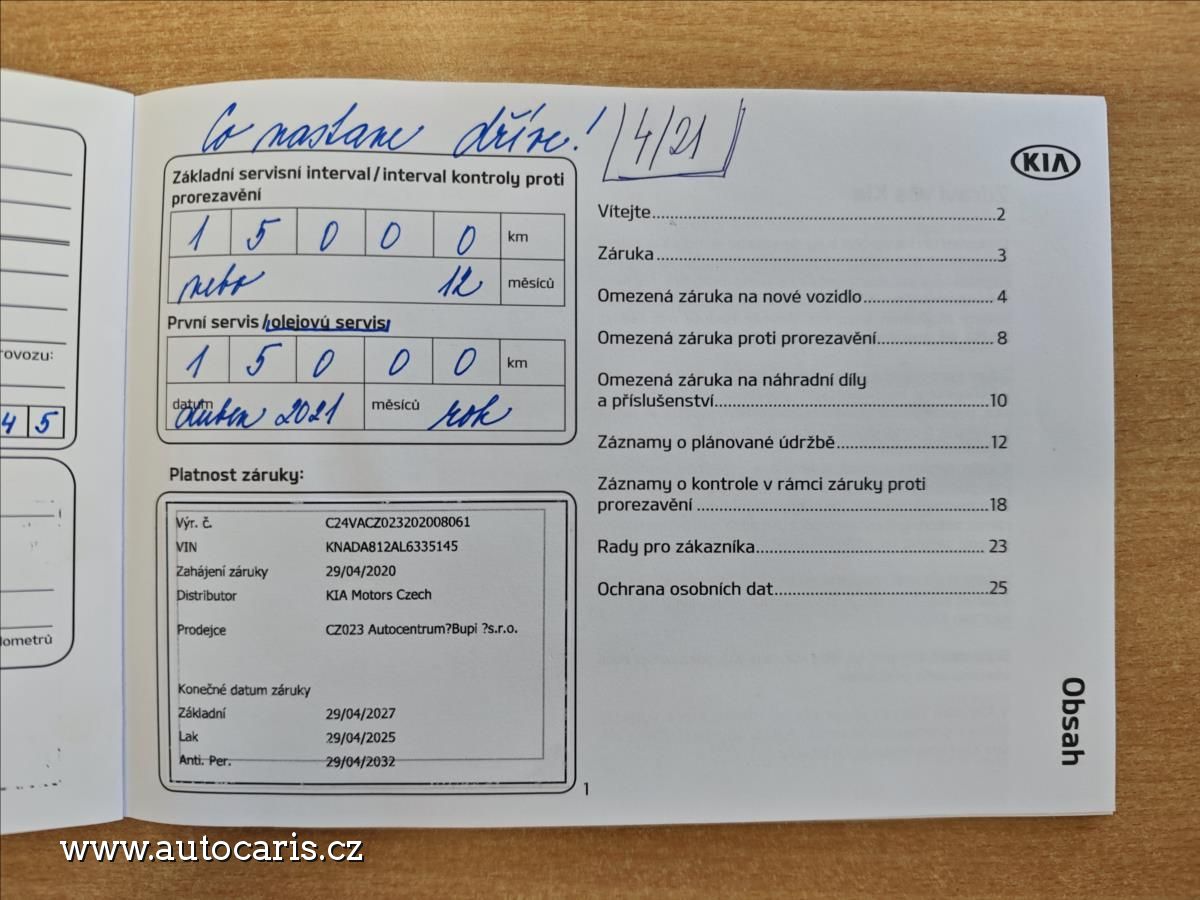 Co nastane dříve!
4/21
Základní servisní interval/interval kontroly proti
prorezavění
1 5 0 0 0 km
nebo 12 měsíců
První servis/olejový servis
1 5 0 0 0 km
datum duben 2021 měsíců rok
Platnost záruky:
Výr. č. C24VACZ023202008061
VIN KNADA812AL6335145
Zahájení záruky 29/04/2020
Distributor KIA Motors Czech
Prodejce CZ023 Autocentrum?Bupi ?s.r.o.
Konečné datum záruky
Základní 29/04/2027
Lak 29/04/2025
Anti. Per. 29/04/2032
1
KIA
Vítejte 2
Záruka 3
Omezená záruka na nové vozidlo 4
Omezená záruka proti prorezavění 8
Omezená záruka na náhradní díly
a příslušenství 10
Záznamy o plánované údržbě 12
Záznamy o kontrole v rámci záruky proti
prorezavění 18
Rady pro zákazníka 23
Ochrana osobních dat 25
Obsah
ovozu:
4 5
lometrů
www.autocaris.cz